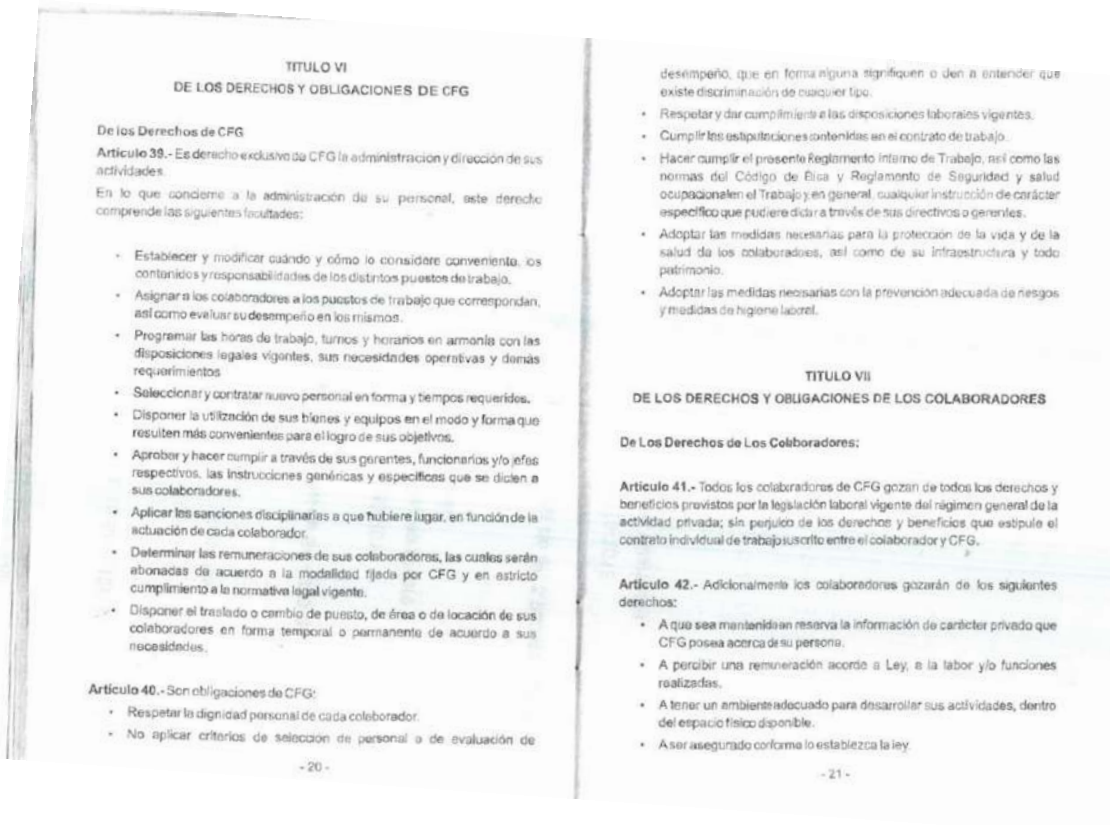 TITULO VI
DE LOS DERECHOS Y OBLIGACIONES DE CFG
De los Derechos de CFG
Artículo 39.- Es derecho exclusivo de CFG la administración y dirección de sus
actividades.
En lo que concierne a la administración de su personal, este derecho
comprende las siguientes facultades:
• Establecer y modificar cuándo y cómo lo considere conveniente, los
contenidos y responsabilidades de los distintos puestos de trabajo.
• Asignar a los colaboradores a los puestos de trabajo que correspondan,
así como evaluar su desempeño en los mismos.
• Programar las horas de trabajo, turnos y horarios en armonía con las
disposiciones legales vigentes, sus necesidades operativas y demás
requerimientos
• Seleccionar y contratar nuevo personal en forma y tiempos requeridos.
• Disponer la utilización de sus bienes y equipos en el modo y forma que
resulten más convenientes para el logro de sus objetivos.
• Aprobar y hacer cumplir a través de sus gerentes, funcionarios y/o jefes
respectivos, las instrucciones genéricas y específicas que se dicten a
sus colaboradores.
• Aplicar las sanciones disciplinarias a que hubiere lugar, en función de la
actuación de cada colaborador.
• Determinar las remuneraciones de sus colaboradores, las cuales serán
abonadas de acuerdo a la modalidad fijada por CFG y en estricto
cumplimiento a la normativa legal vigente.
• Disponer el traslado o cambio de puesto, de área o de locación de sus
colaboradores en forma temporal o permanente de acuerdo a sus
necesidades.
Artículo 40.- Son obligaciones de CFG:
• Respetar la dignidad personal de cada colaborador.
• No aplicar criterios de selección de personal o de evaluación de
- 20 -
desempeño, que en forma alguna signifiquen o den a entender que
existe discriminación de cualquier tipo.
• Respetar y dar cumplimiento a las disposiciones laborales vigentes.
• Cumplir las estipulaciones contenidas en el contrato de trabajo.
• Hacer cumplir el presente Reglamento Interno de Trabajo, así como las
normas del Código de Ética y Reglamento de Seguridad y salud
ocupacional en el Trabajo y en general, cualquier instrucción de carácter
específico que pudiere dictar a través de sus directivos o gerentes.
• Adoptar las medidas necesarias para la protección de la vida y de la
salud de los colaboradores, así como de su infraestructura y todo
patrimonio.
• Adoptar las medidas necesarias con la prevención adecuada de riesgos
y medidas de higiene laboral.
TITULO VII
DE LOS DERECHOS Y OBLIGACIONES DE LOS COLABORADORES
De Los Derechos de Los Colaboradores:
Artículo 41.- Todos los colaboradores de CFG gozan de todos los derechos y
beneficios previstos por la legislación laboral vigente del régimen general de la
actividad privada; sin perjuico de los derechos y beneficios que estipule el
contrato individual de trabajo suscrito entre el colaborador y CFG.
Artículo 42.- Adicionalmente los colaboradores gozarán de los siguientes
derechos:
• A que sea mantenida en reserva la información de carácter privado que
CFG posea acerca de su persona.
• A percibir una remuneración acorde a Ley, a la labor y/o funciones
realizadas.
• A tener un ambiente adecuado para desarrollar sus actividades, dentro
del espacio físico disponible.
• A ser asegurado conforme lo establezca la ley.
- 21 -